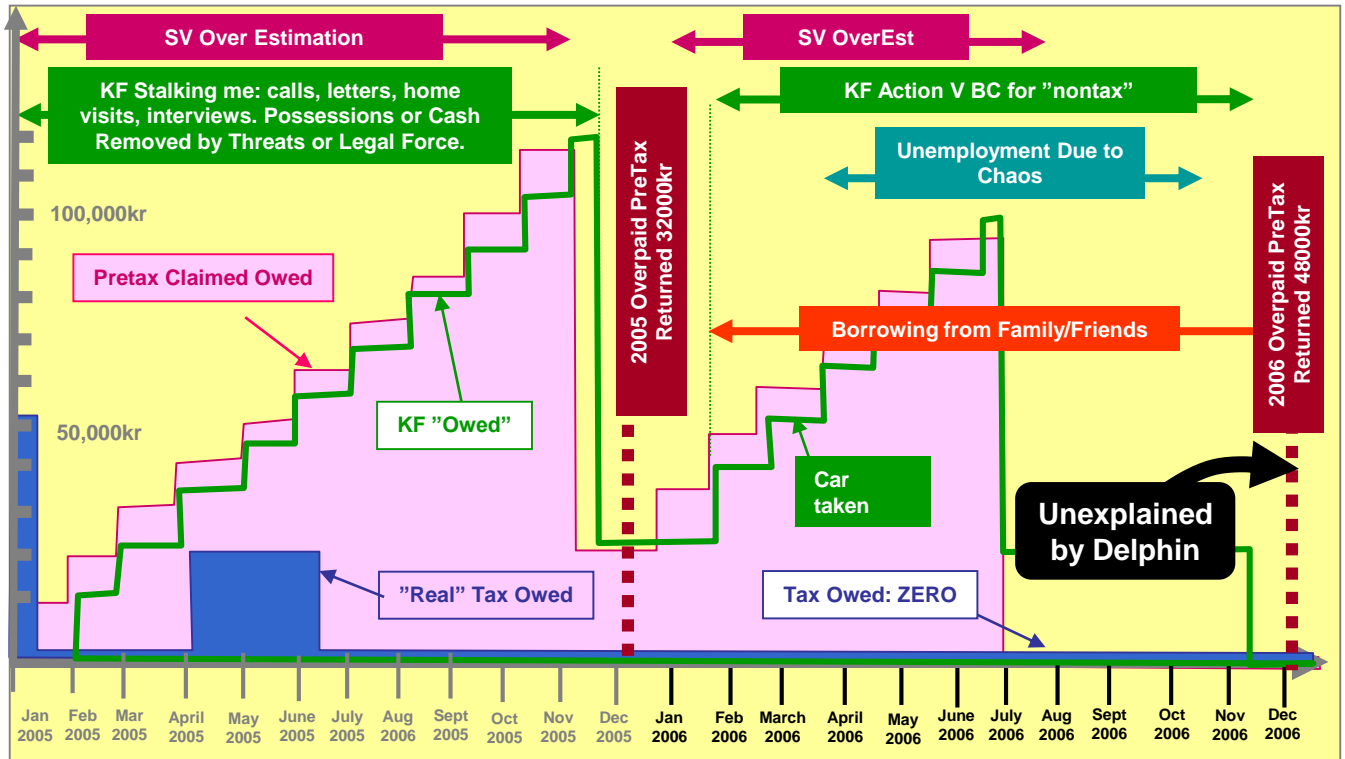 SV Over Estimation
SV OverEst
KF Stalking me: calls, letters, home
visits, interviews. Possessions or Cash
Removed by Threats or Legal Force.
KF Action V BC for ”nontax”
2005 Overpaid PreTax
Returned 32000kr
Unemployment Due to
Chaos
2006 Overpaid PreTax
Returned 48000kr
100,000kr
Pretax Claimed Owed
Borrowing from Family/Friends
KF ”Owed”
50,000kr
Car
taken
Unexplained
by Delphin
”Real” Tax Owed
Tax Owed: ZERO
Jan
2005
Feb
2005
Mar
2005
April
2005
May
2005
June
2005
July
2005
Aug
2006
Sept
2005
Oct
2005
Nov
2005
Dec
2005
Jan
2006
Feb
2006
March
2006
April
2006
May
2006
June
2006
July
2006
Aug
2006
Sept
2006
Oct
2006
Nov
2006
Dec
2006